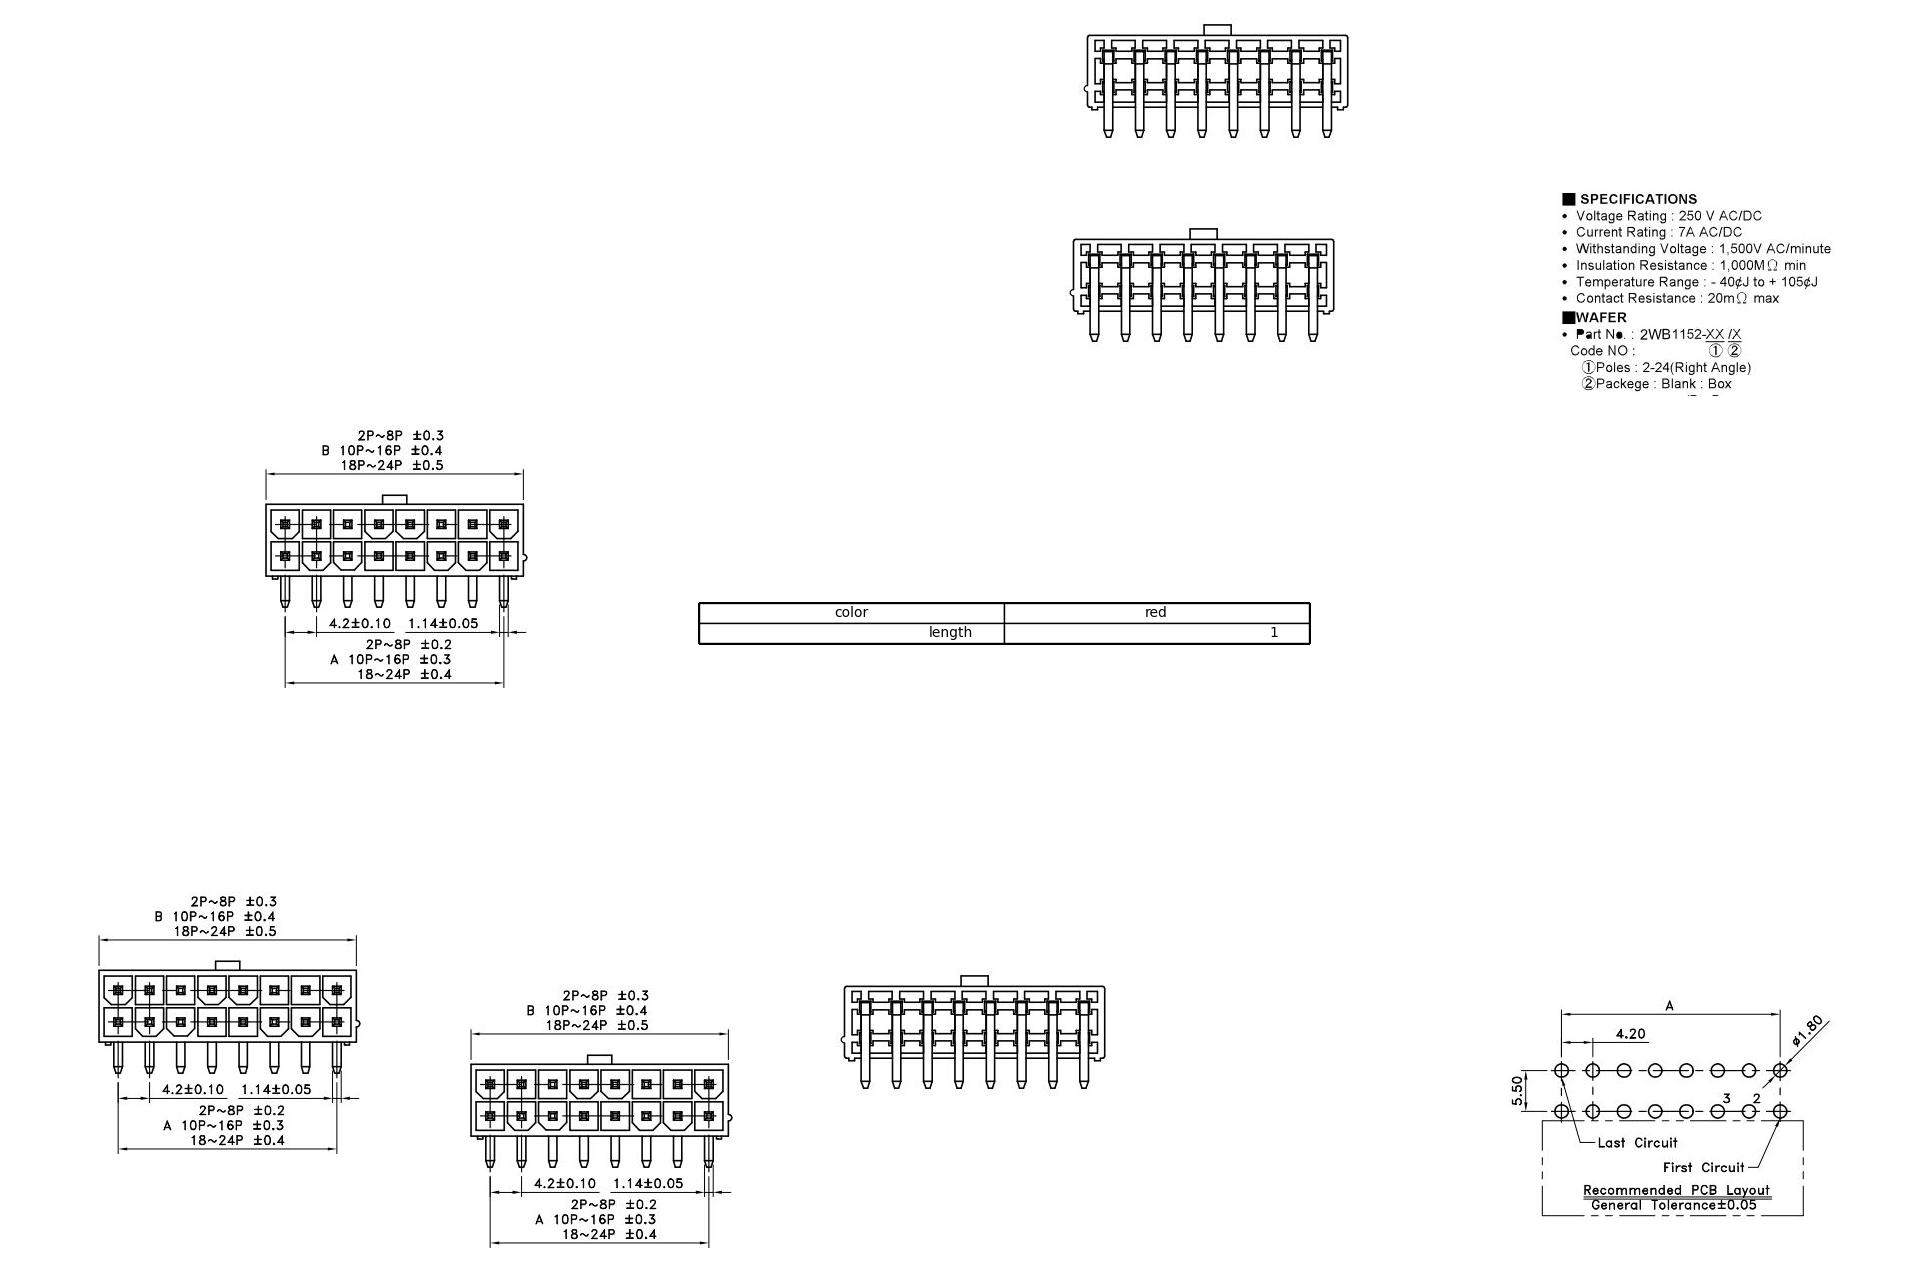 ■ SPECIFICATIONS
• Voltage Rating : 250 V AC/DC
• Current Rating : 7A AC/DC
• Withstanding Voltage : 1,500V AC/minute
• Insulation Resistance : 1,000MΩ min
• Temperature Range : - 40¢J to + 105¢J
• Contact Resistance : 20mΩ max
■WAFER
• Part No. : 2WB1152-XX /X
Code NO : ① ②
①Poles : 2-24(Right Angle)
②Packege : Blank : Box
2P~8P ±0.3
B 10P~16P ±0.4
18P~24P ±0.5
4.2±0.10 1.14±0.05
2P~8P ±0.2
A 10P~16P ±0.3
18~24P ±0.4
color red
length 1
2P~8P ±0.3
B 10P~16P ±0.4
18P~24P ±0.5
4.2±0.10 1.14±0.05
2P~8P ±0.2
A 10P~16P ±0.3
18~24P ±0.4
2P~8P ±0.3
B 10P~16P ±0.4
18P~24P ±0.5
4.2±0.10 1.14±0.05
2P~8P ±0.2
A 10P~16P ±0.3
18~24P ±0.4
A
4.20
ø1.80
5.50
3 2
Last Circuit
First Circuit
Recommended PCB Layout
General Tolerance±0.05